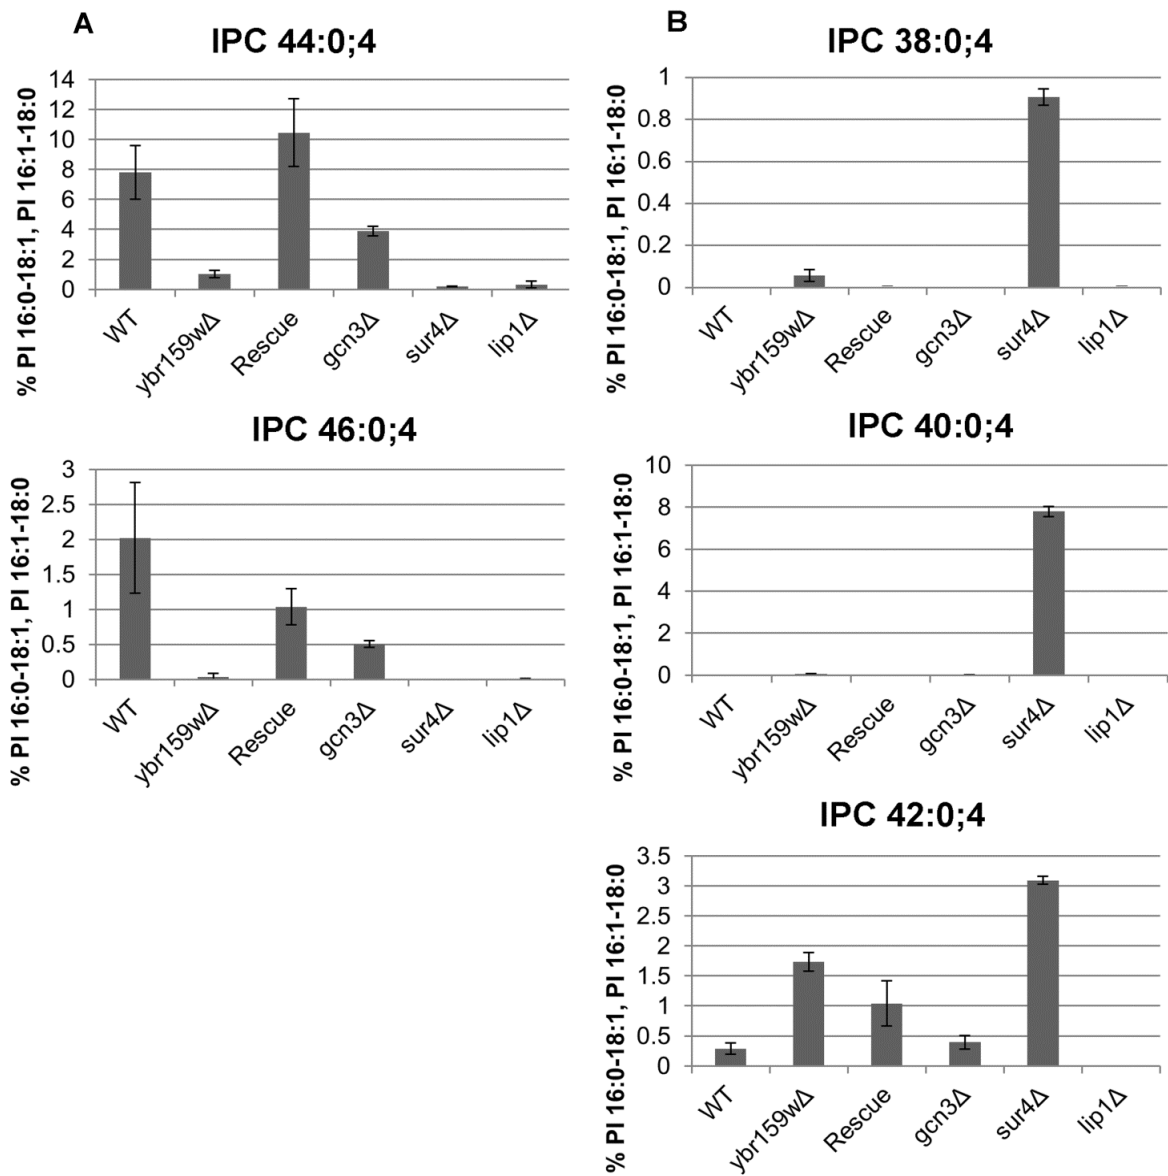 A
IPC 44:0;4
% PI 16:0-18:1, PI 16:1-18:0
14
12
10
8
6
4
2
0
WT
ybr159wΔ
Rescue
gcn3Δ
sur4Δ
lip1Δ
IPC 46:0;4
% PI 16:0-18:1, PI 16:1-18:0
3
2.5
2
1.5
1
0.5
0
WT
ybr159wΔ
Rescue
gcn3Δ
sur4Δ
lip1Δ
B
IPC 38:0;4
% PI 16:0-18:1, PI 16:1-18:0
1
0.8
0.6
0.4
0.2
0
WT
ybr159wΔ
Rescue
gcn3Δ
sur4Δ
lip1Δ
IPC 40:0;4
% PI 16:0-18:1, PI 16:1-18:0
10
8
6
4
2
0
WT
ybr159wΔ
Rescue
gcn3Δ
sur4Δ
lip1Δ
IPC 42:0;4
% PI 16:0-18:1, PI 16:1-18:0
3.5
3
2.5
2
1.5
1
0.5
0
WT
ybr159wΔ
Rescue
gcn3Δ
sur4Δ
lip1Δ